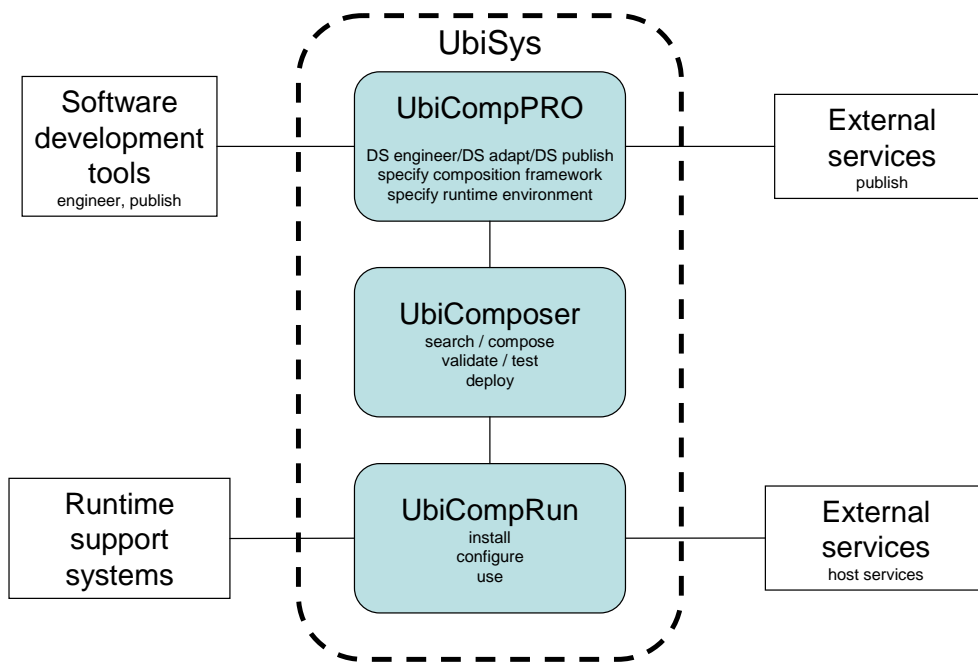 UbiSys
Software
development
tools
engineer, publish
UbiCompPRO
DS engineer/DS adapt/DS publish
specify composition framework
specify runtime environment
External
services
publish
UbiComposer
search / compose
validate / test
deploy
Runtime
support
systems
UbiCompRun
install
configure
use
External
services
host services